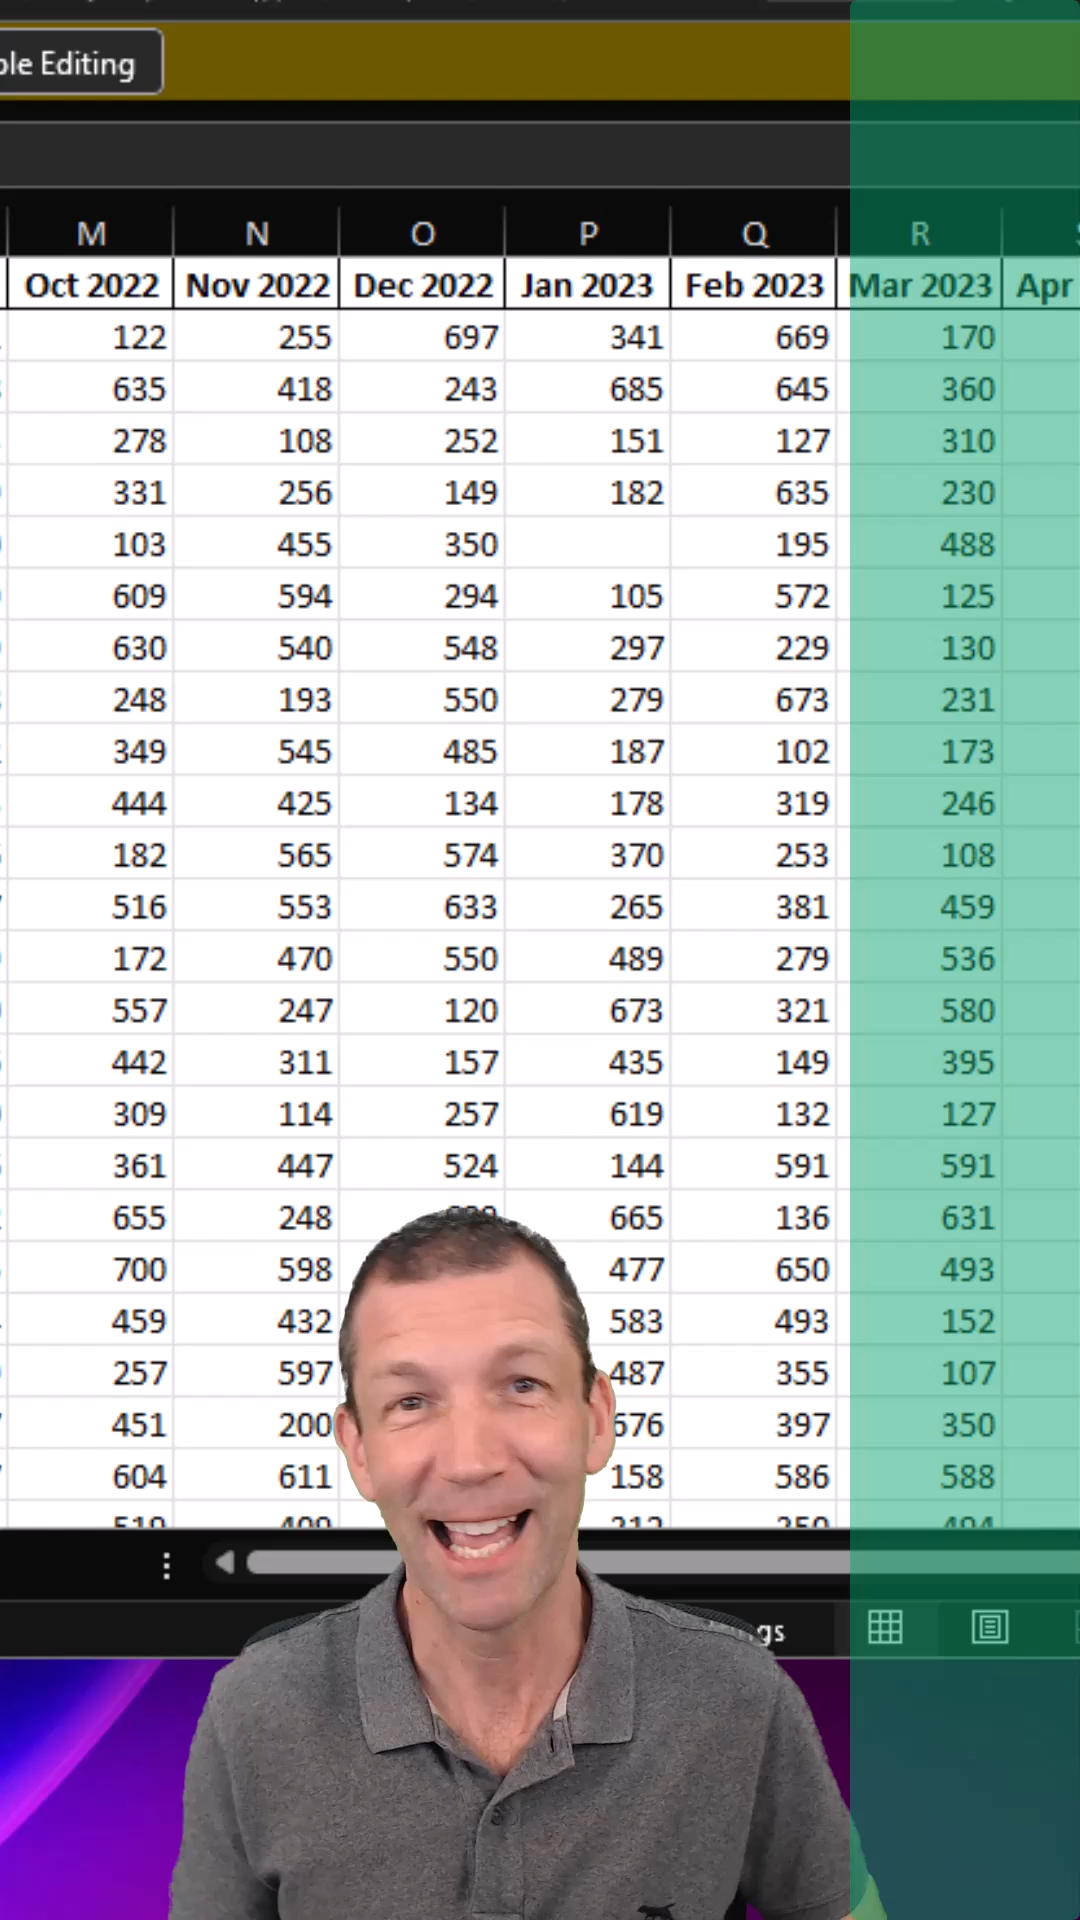 ble Editing
M N O P Q R
Oct 2022 Nov 2022 Dec 2022 Jan 2023 Feb 2023 Mar 2023 Apr
122 255 697 341 669 170
635 418 243 685 645 360
278 108 252 151 127 310
331 256 149 182 635 230
103 455 350 195 488
609 594 294 105 572 125
630 540 548 297 229 130
248 193 550 279 673 231
349 545 485 187 102 173
444 425 134 178 319 246
182 565 574 370 253 108
516 553 633 265 381 459
172 470 550 489 279 536
557 247 120 673 321 580
442 311 157 435 149 395
309 114 257 619 132 127
361 447 524 144 591 591
655 248 665 136 631
700 598 477 650 493
459 432 583 493 152
257 597 487 355 107
451 200 397 350
604 611 158 586 588
gs